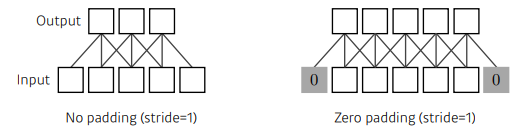 Output
Input
0 0
No padding (stride=1)
Zero padding (stride=1)